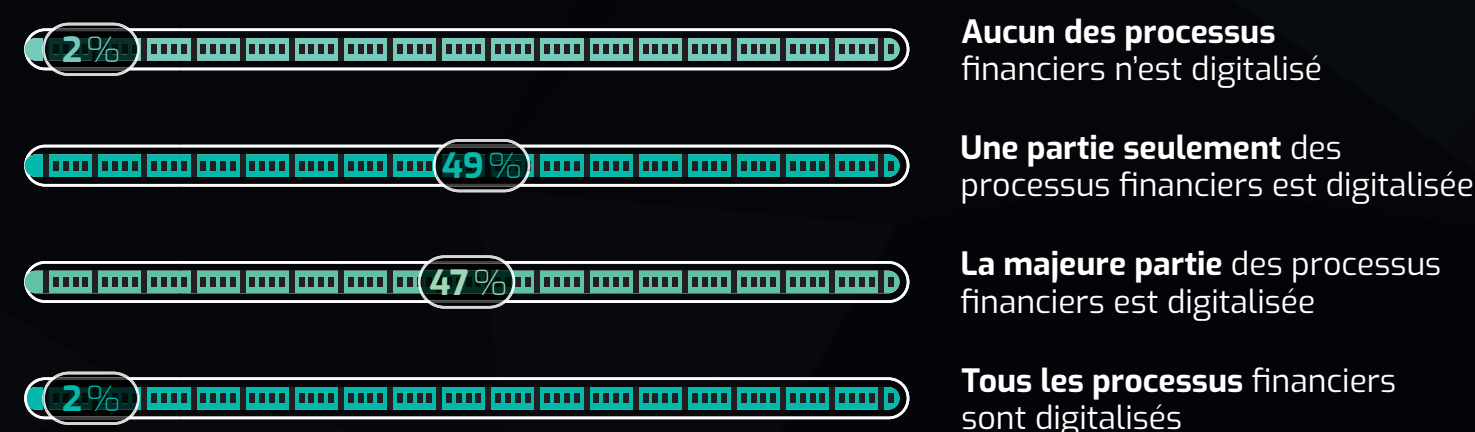 2%
Aucun des processus
financiers n'est digitalisé
49%
Une partie seulement des
processus financiers est digitalisée
47%
La majeure partie des processus
financiers est digitalisée
2%
Tous les processus financiers
sont digitalisés